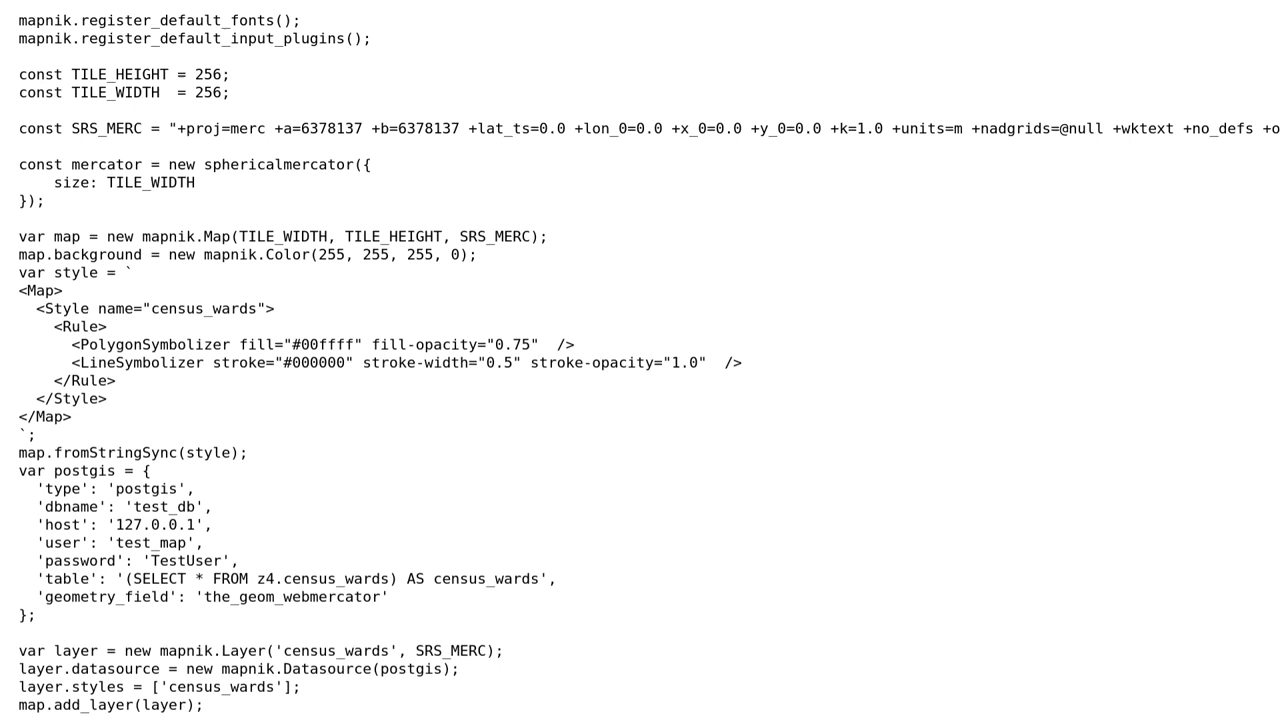 mapnik.register_default_fonts();
mapnik.register_default_input_plugins();

const TILE_HEIGHT = 256;
const TILE_WIDTH  = 256;

const SRS_MERC = "+proj=merc +a=6378137 +b=6378137 +lat_ts=0.0 +lon_0=0.0 +x_0=0.0 +y_0=0.0 +k=1.0 +units=m +nadgrids=@null +wktext +no_defs +o

const mercator = new sphericalmercator({
    size: TILE_WIDTH
});

var map = new mapnik.Map(TILE_WIDTH, TILE_HEIGHT, SRS_MERC);
map.background = new mapnik.Color(255, 255, 255, 0);
var style = `
<Map>
  <Style name="census_wards">
    <Rule>
      <PolygonSymbolizer fill="#00ffff" fill-opacity="0.75"  />
      <LineSymbolizer stroke="#000000" stroke-width="0.5" stroke-opacity="1.0"  />
    </Rule>
  </Style>
</Map>
`;
map.fromStringSync(style);
var postgis = {
  'type': 'postgis',
  'dbname': 'test_db',
  'host': '127.0.0.1',
  'user': 'test_map',
  'password': 'TestUser',
  'table': '(SELECT * FROM z4.census_wards) AS census_wards',
  'geometry_field': 'the_geom_webmercator'
};

var layer = new mapnik.Layer('census_wards', SRS_MERC);
layer.datasource = new mapnik.Datasource(postgis);
layer.styles = ['census_wards'];
map.add_layer(layer);